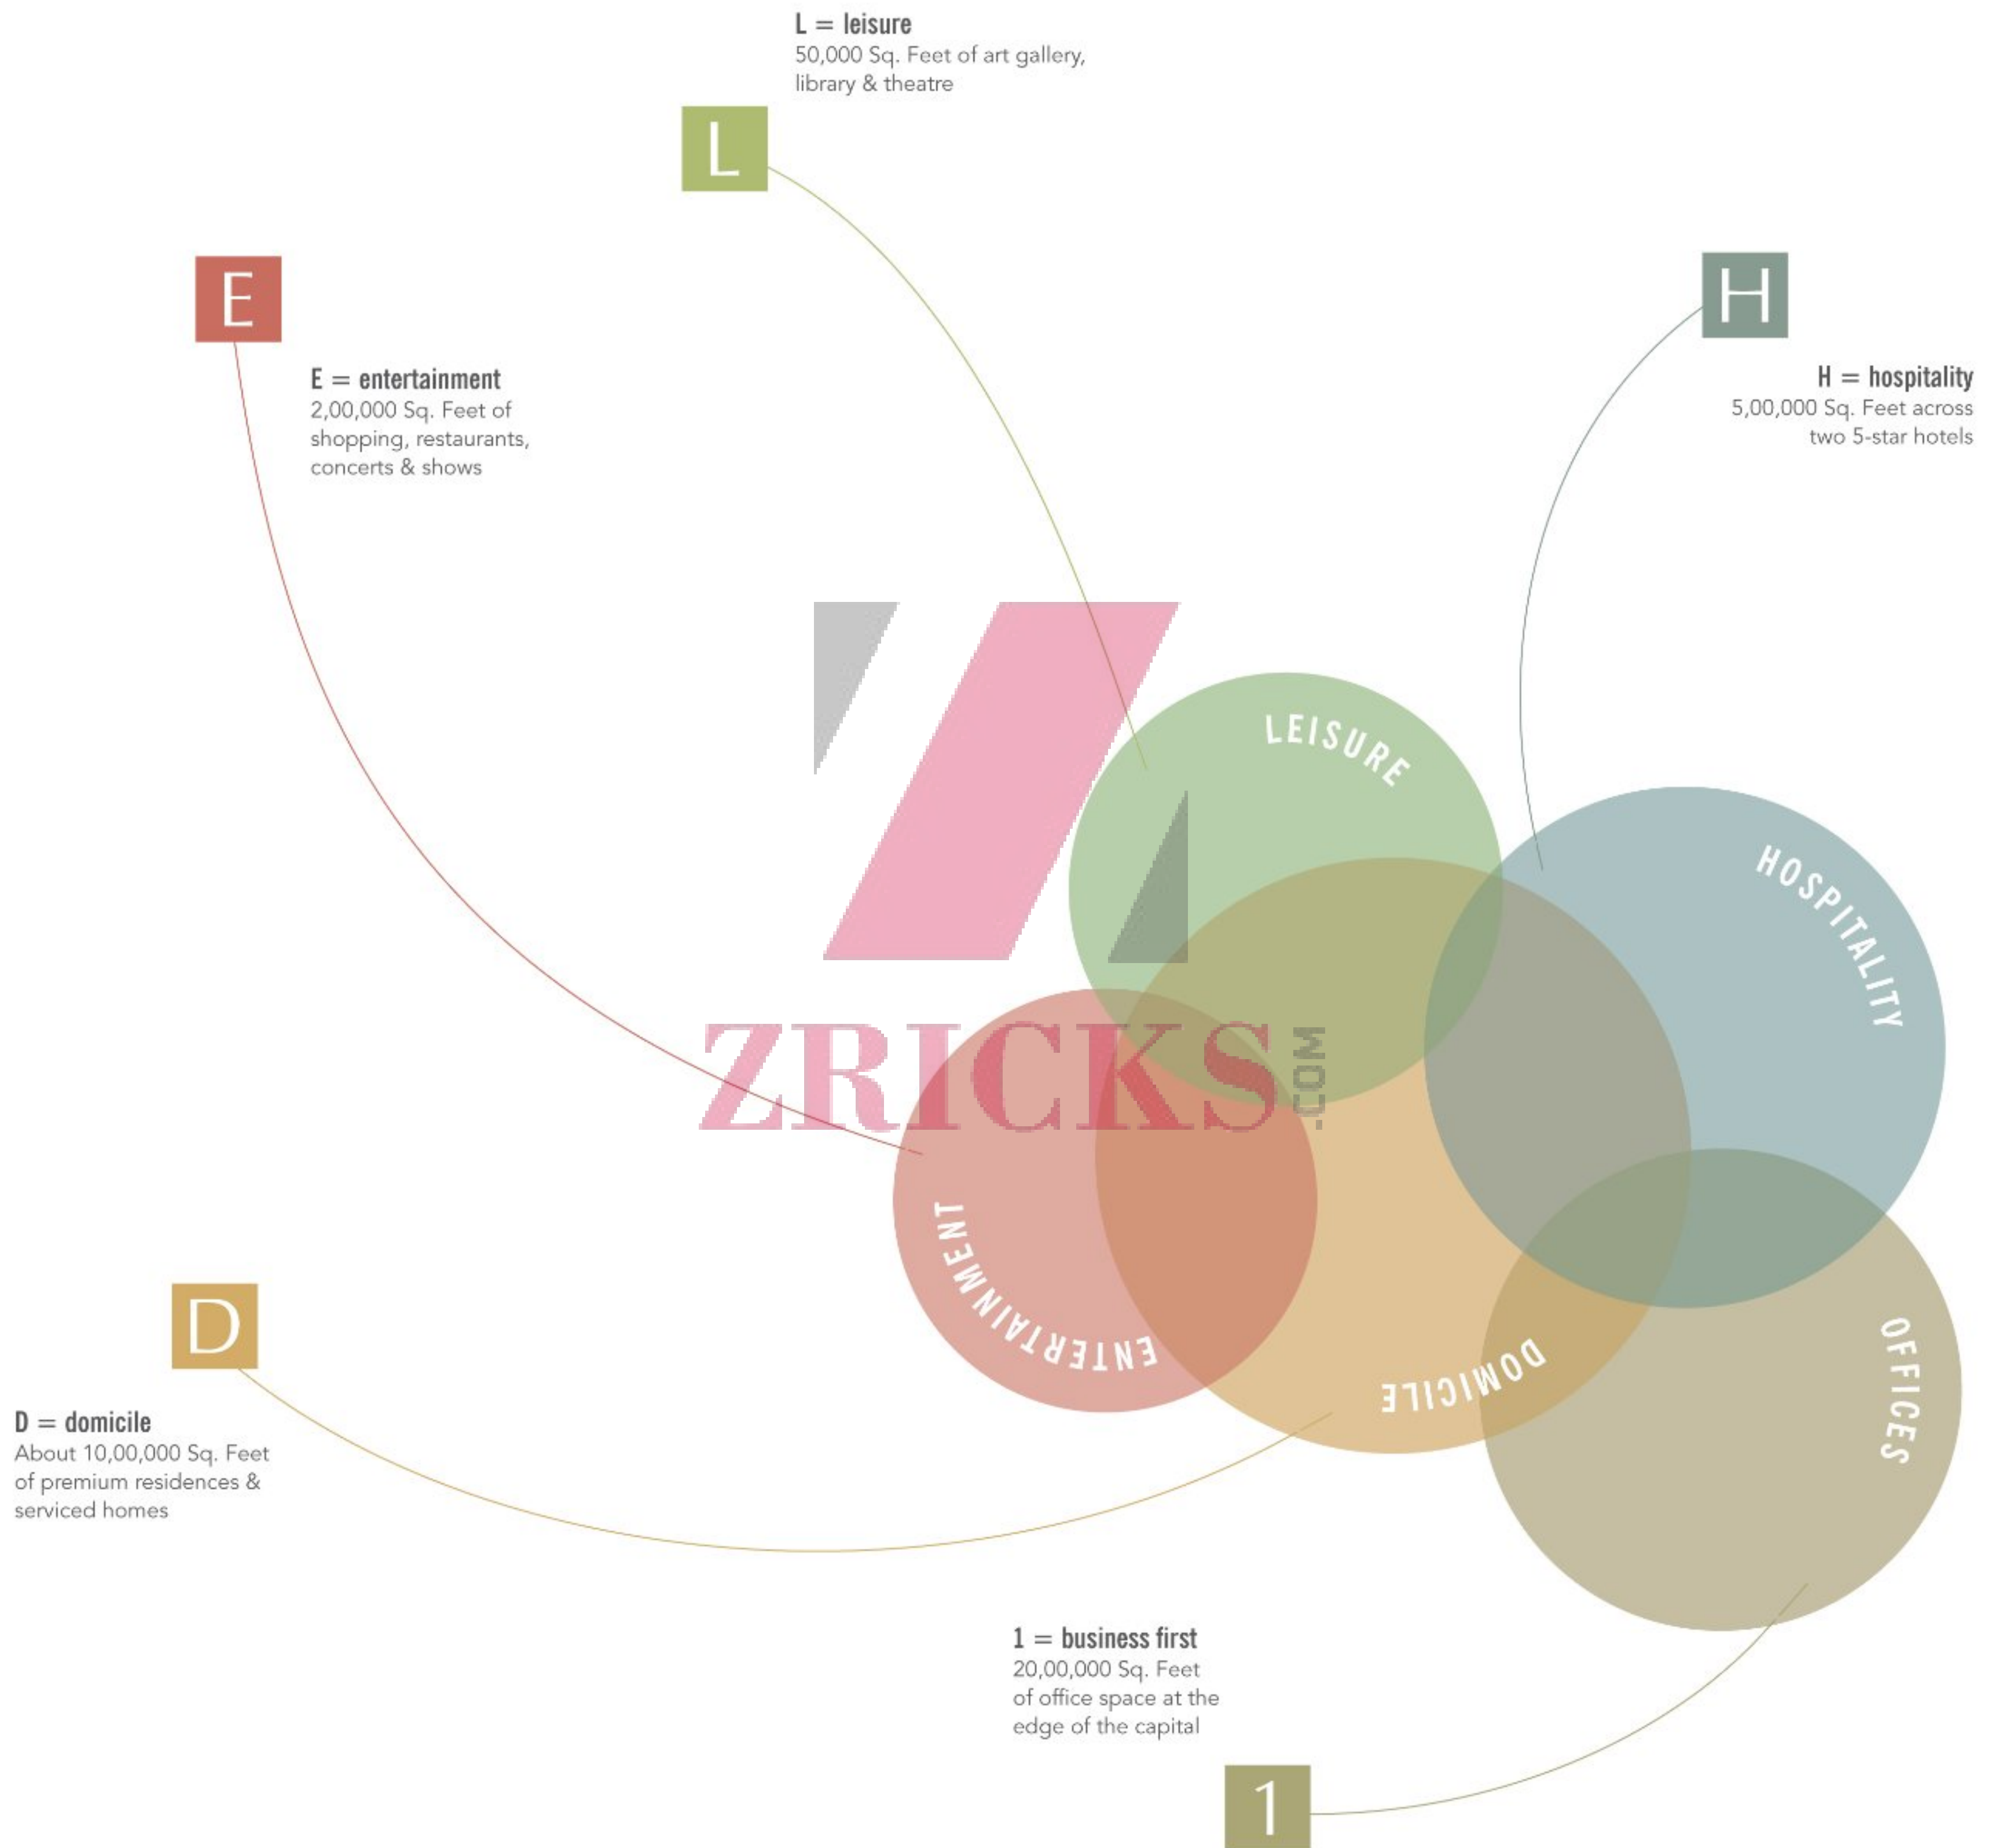 L = leisure
50,000 Sq. Feet of art gallery,
library & theatre
L
E
H
E = entertainment
2,00,000 Sq. Feet of
shopping, restaurants,
concerts & shows
H = hospitality
5,00,000 Sq. Feet across
two 5-star hotels
LEISURE
HOSPITALITY
ZRICKS
.COM
ENTERTAINMENT
DOMICILE
OFFICES
D
D = domicile
About 10,00,000 Sq. Feet
of premium residences &
serviced homes
1 = business first
20,00,000 Sq. Feet
of office space at the
edge of the capital
1